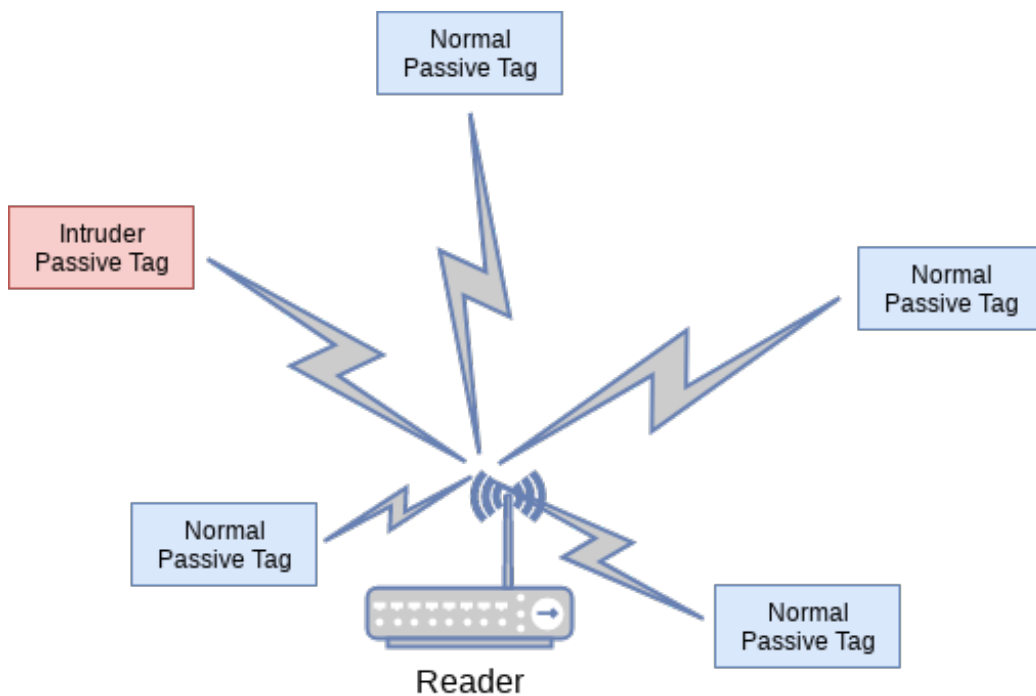 Normal
Passive Tag
Intruder
Passive Tag
Normal
Passive Tag
Normal
Passive Tag
Normal
Passive Tag
Reader